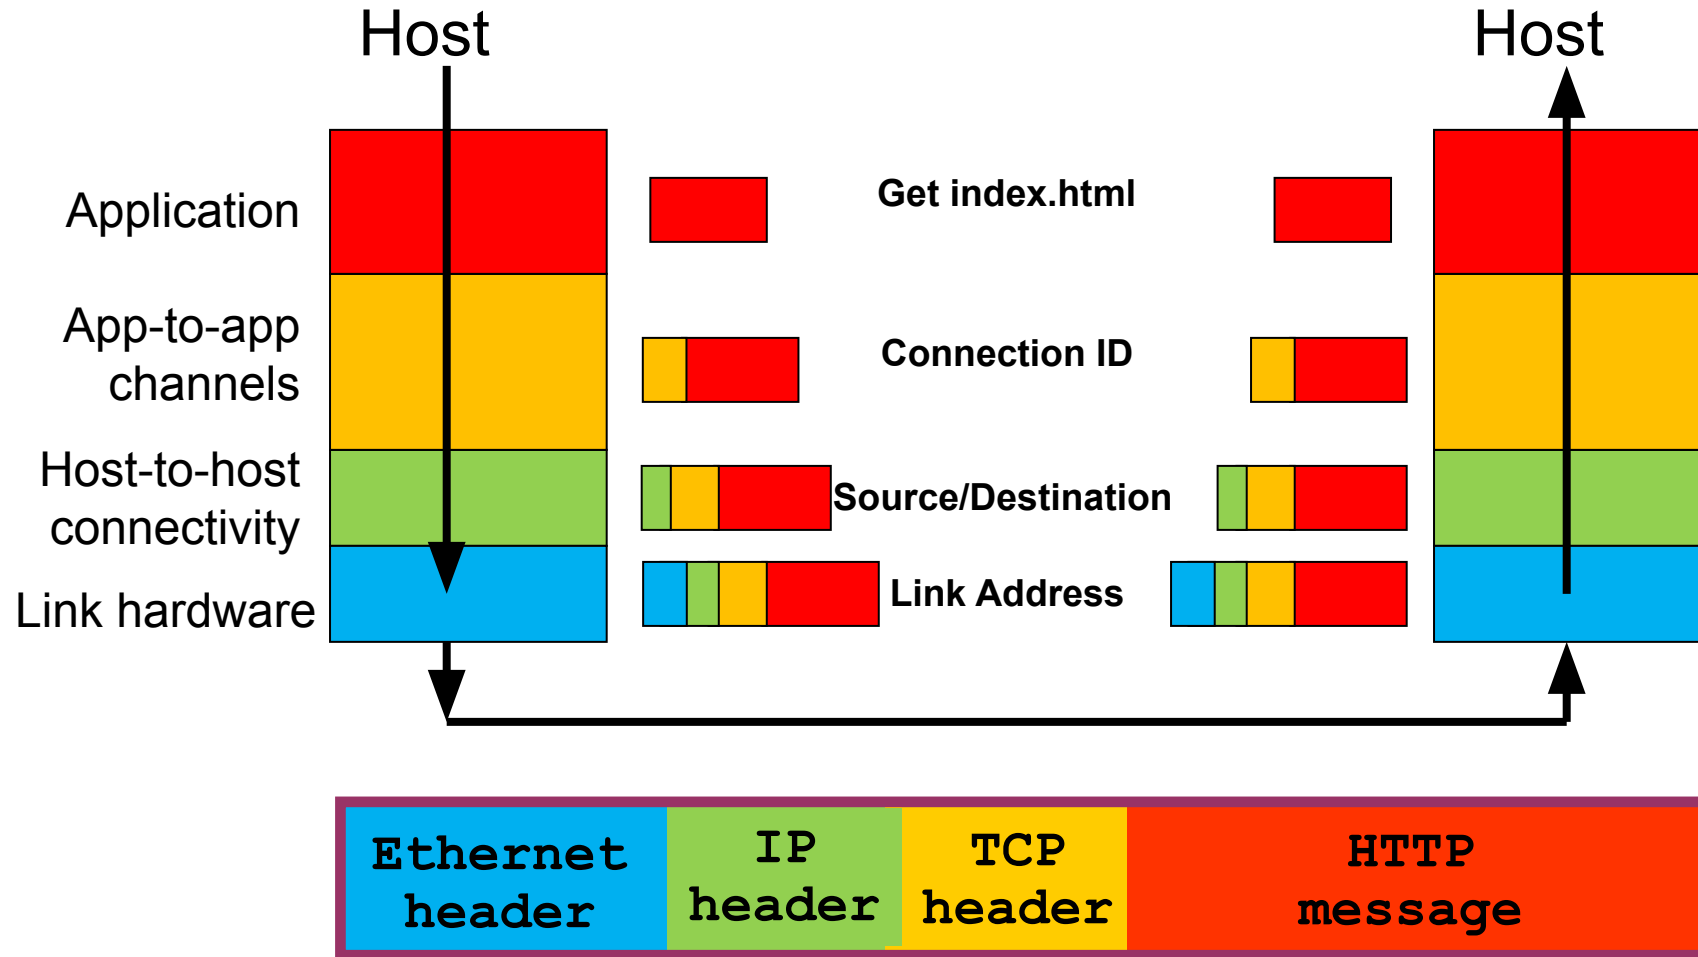 Host
Host
Application
Get index.html
App-to-app
channels
Connection ID
Host-to-host
connectivity
Source/Destination
Link hardware
Link Address
Ethernet
header
IP
header
TCP
header
HTTP
message